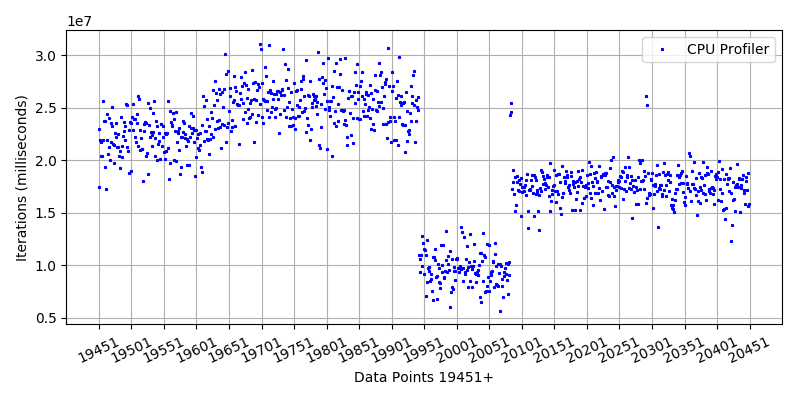 1e7
CPU Profiler
3.0
2.5
2.0
1.5
1.0
0.5
Iterations (milliseconds)
19451 19501 19551 19601 19651 19701 19751 19801 19851 19901 19951 20001 20051 20101 20151 20201 20251 20301 20351 20401 20451
Data Points 19451+